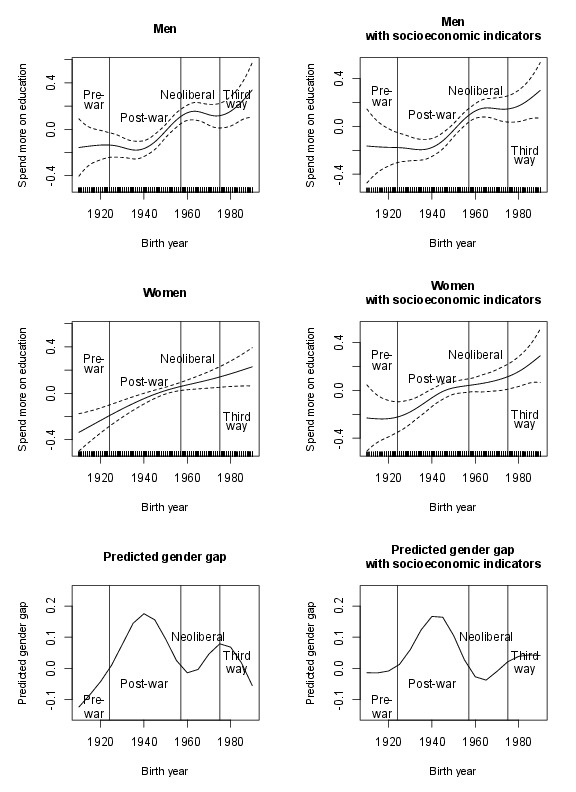 Men
Spend more on education
0.4
0.0
-0.4
Pre-
war
Post-war
Neoliberal
Third
way
1920 1940 1960 1980
Birth year
Men
with socioeconomic indicators
Spend more on education
0.4
0.0
-0.4
Pre-
war
Post-war
Neoliberal
Third
way
1920 1940 1960 1980
Birth year
Women
Spend more on education
0.4
0.0
-0.4
Pre-
war
Post-war
Neoliberal
Third
way
1920 1940 1960 1980
Birth year
Women
with socioeconomic indicators
Spend more on education
0.4
0.0
-0.4
Pre-
war
Post-war
Neoliberal
Third
way
1920 1940 1960 1980
Birth year
Predicted gender gap
Predicted gender gap
0.2
0.1
0.0
-0.1
Pre-
war
Post-war
Neoliberal
Third
way
1920 1940 1960 1980
Birth year
Predicted gender gap
with socioeconomic indicators
Predicted gender gap
0.2
0.1
0.0
-0.1
Pre-
war
Post-war
Neoliberal
Third
way
1920 1940 1960 1980
Birth year